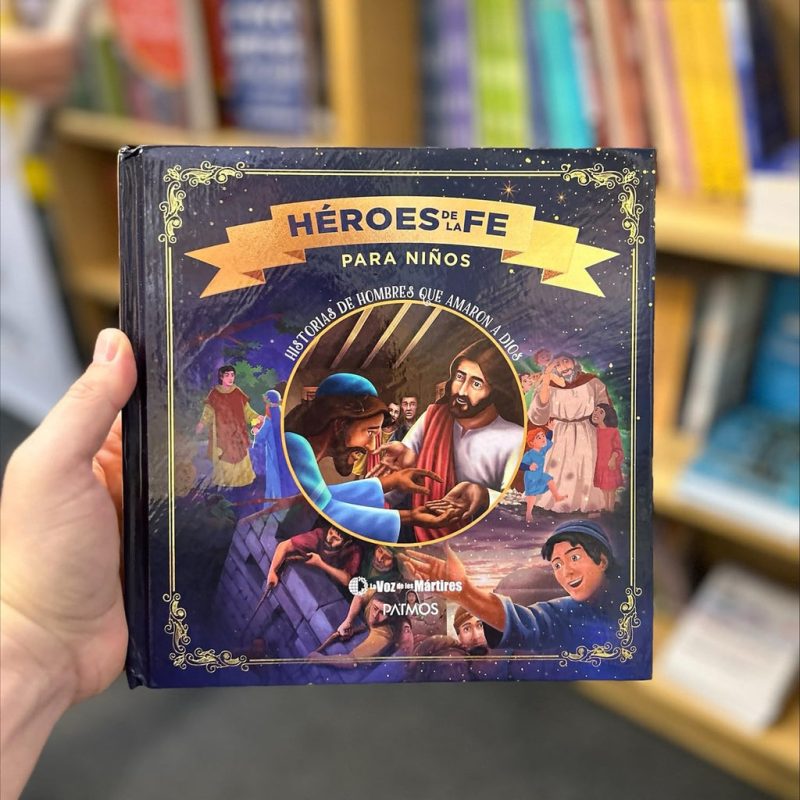 HÉROES DE LA FE
PARA NIÑOS
HISTORIAS DE HOMBRES QUE AMARON A DIOS
La Voz de los Mártires
PATMOS